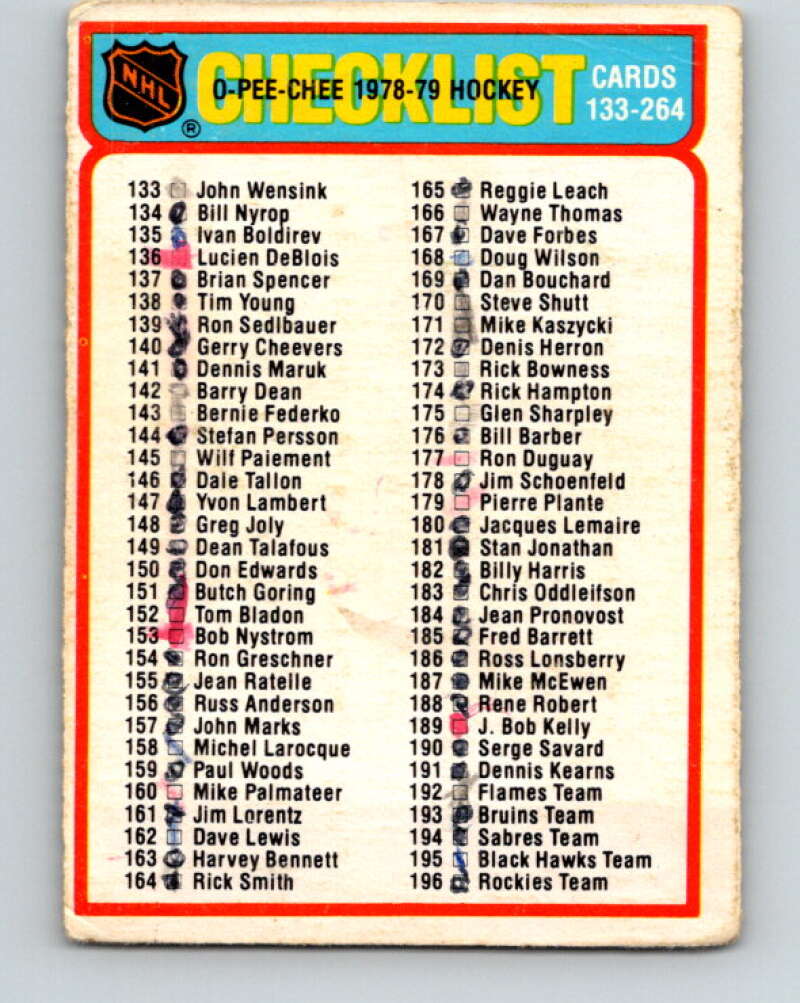 NHL
®
CHECKLIST
O-PEE-CHEE 1978-79 HOCKEY
CARDS
133-264
133 John Wensink
134 Bill Nyrop
135 Ivan Boldirev
136 Lucien DeBlois
137 Brian Spencer
138 Tim Young
139 Ron Sedlbauer
140 Gerry Cheevers
141 Dennis Maruk
142 Barry Dean
143 Bernie Federko
144 Stefan Persson
145 Wilf Paiement
146 Dale Tallon
147 Yvon Lambert
148 Greg Joly
149 Dean Talafous
150 Don Edwards
151 Butch Goring
152 Tom Bladon
153 Bob Nystrom
154 Ron Greschner
155 Jean Ratelle
156 Russ Anderson
157 John Marks
158 Michel Larocque
159 Paul Woods
160 Mike Palmateer
161 Jim Lorentz
162 Dave Lewis
163 Harvey Bennett
164 Rick Smith
165 Reggie Leach
166 Wayne Thomas
167 Dave Forbes
168 Doug Wilson
169 Dan Bouchard
170 Steve Shutt
171 Mike Kaszycki
172 Denis Herron
173 Rick Bowness
174 Rick Hampton
175 Glen Sharpley
176 Bill Barber
177 Ron Duguay
178 Jim Schoenfeld
179 Pierre Plante
180 Jacques Lemaire
181 Stan Jonathan
182 Billy Harris
183 Chris Oddleifson
184 Jean Pronovost
185 Fred Barrett
186 Ross Lonsberry
187 Mike McEwen
188 Rene Robert
189 J. Bob Kelly
190 Serge Savard
191 Dennis Kearns
192 Flames Team
193 Bruins Team
194 Sabres Team
195 Black Hawks Team
196 Rockies Team